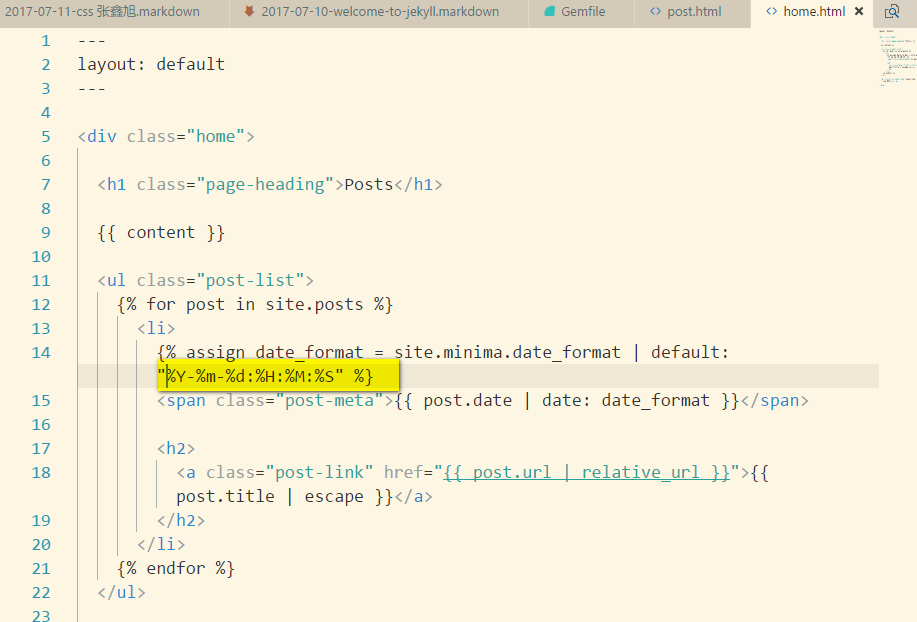 2017-07-11-css 张鑫旭.markdown 2017-07-10-welcome-to-jekyll.markdown Gemfile <> post.html <> home.html ×
1 ---
2 layout: default
3 ---
4
5 <div class="home">
6
7 <h1 class="page-heading">Posts</h1>
8
9 {{ content }}
10
11 <ul class="post-list">
12 {% for post in site.posts %}
13 <li>
14 {% assign date_format = site.minima.date_format | default:
"%Y-%m-%d:%H:%M:%S" %}
15 <span class="post-meta">{{ post.date | date: date_format }}</span>
16
17 <h2>
18 <a class="post-link" href="{{ post.url | relative_url }}">{{
post.title | escape }}</a>
19 </h2>
20 </li>
21 {% endfor %}
22 </ul>
23